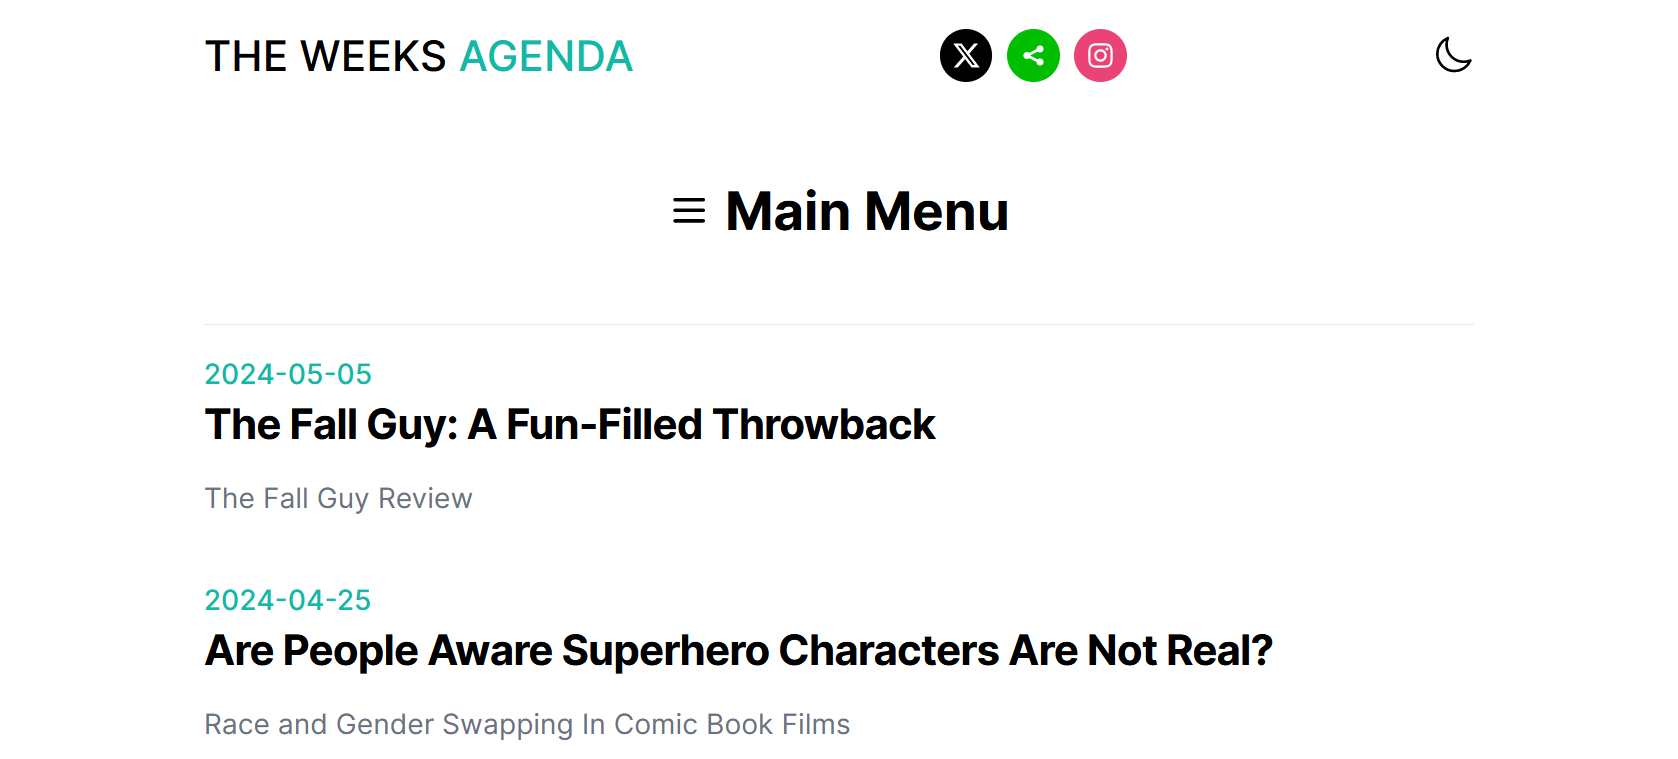 THE WEEKS AGENDA
Main Menu
2024-05-05
The Fall Guy: A Fun-Filled Throwback
The Fall Guy Review
2024-04-25
Are People Aware Superhero Characters Are Not Real?
Race and Gender Swapping In Comic Book Films